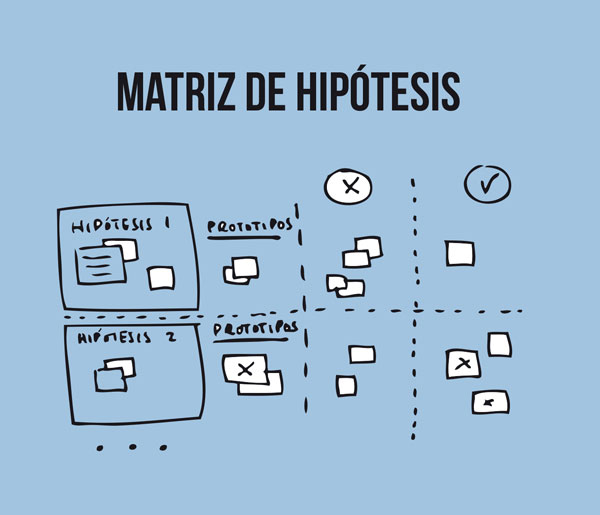 MATRIZ DE HIPÓTESIS
HIPÓTESIS 1
PROTOTIPOS
HIPÓTESIS 2
PROTOTIPOS